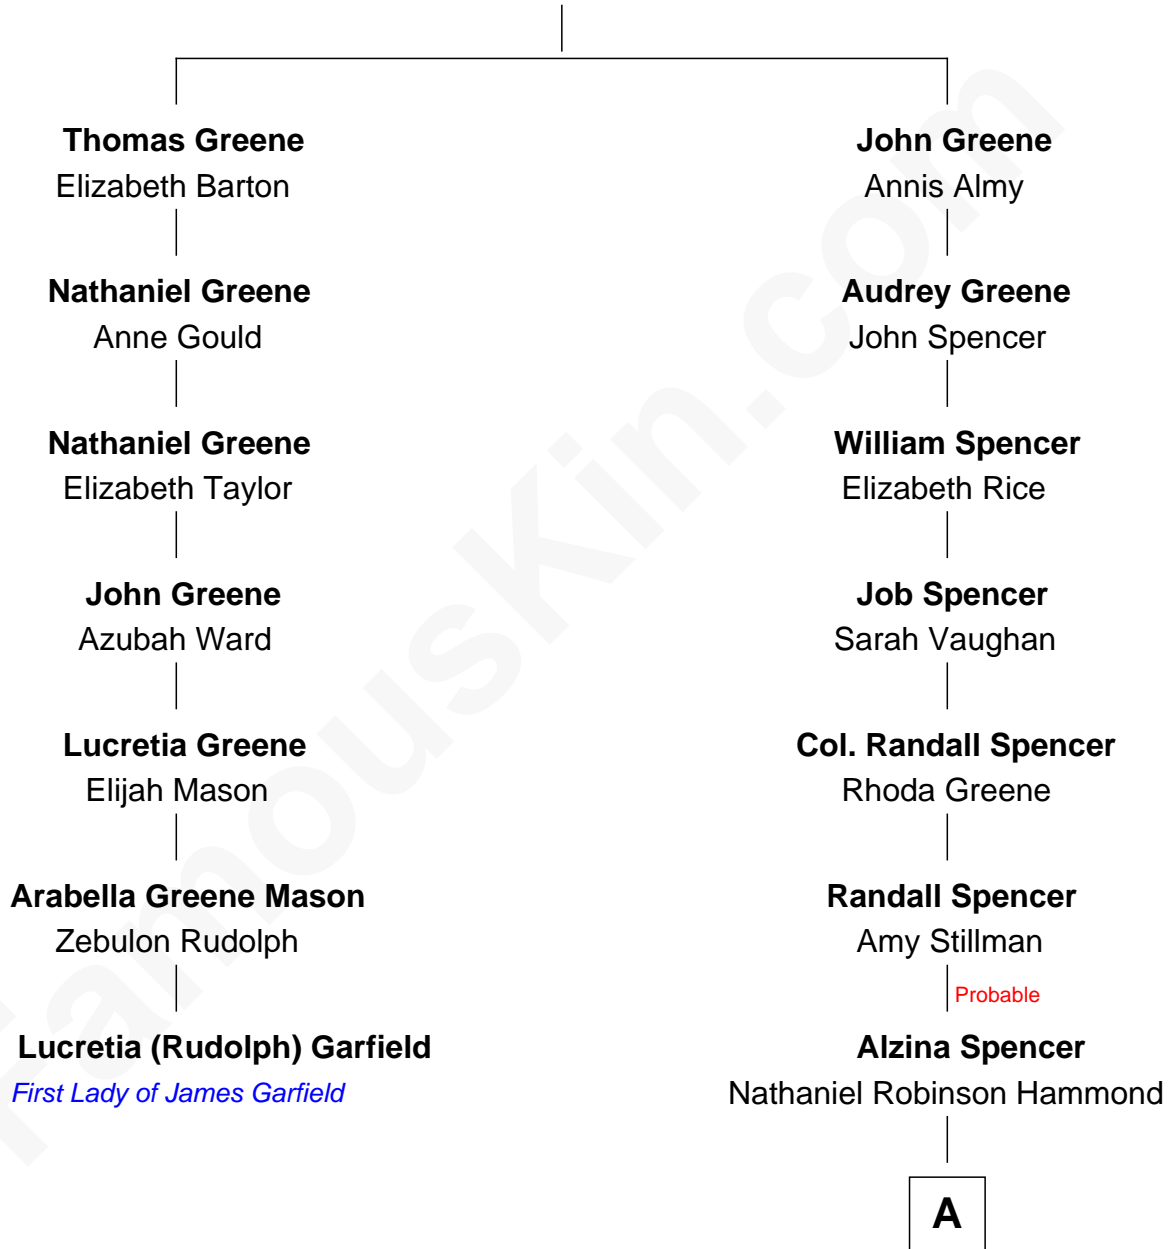 Thomas Greene
Elizabeth Barton
Nathaniel Greene
Anne Gould
Nathaniel Greene
Elizabeth Taylor
John Greene
Azubah Ward
Lucretia Greene
Elijah Mason
Arabella Greene Mason
Zebulon Rudolph
Lucretia (Rudolph) Garfield
First Lady of James Garfield
John Greene
Annis Almy
Audrey Greene
John Spencer
William Spencer
Elizabeth Rice
Job Spencer
Sarah Vaughan
Col. Randall Spencer
Rhoda Greene
Randall Spencer
Amy Stillman
Probable
Alzina Spencer
Nathaniel Robinson Hammond
A
FamousKin.com